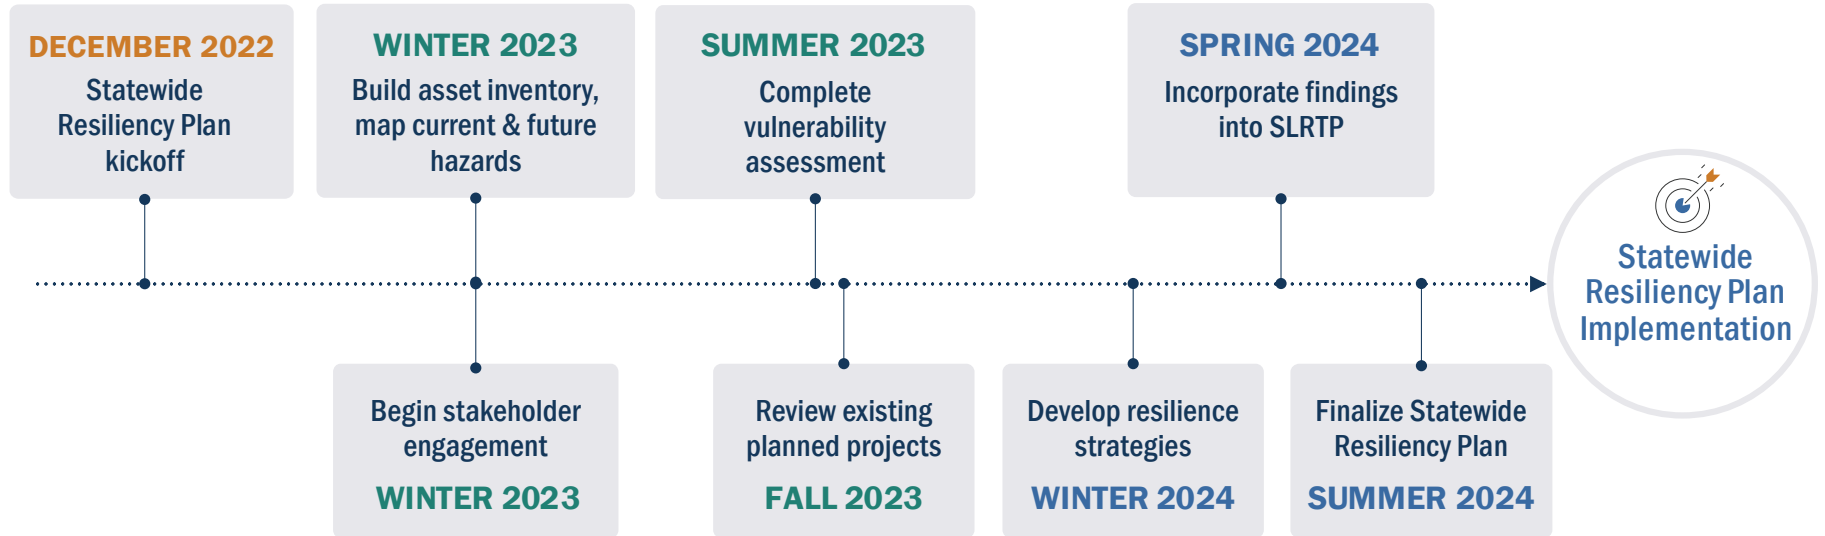 DECEMBER 2022
Statewide
Resiliency Plan
kickoff
WINTER 2023
Build asset inventory,
map current & future
hazards
SUMMER 2023
Complete
vulnerability
assessment
SPRING 2024
Incorporate findings
into SLRTP
Statewide
Resiliency Plan
Implementation
Begin stakeholder
engagement
WINTER 2023
Review existing
planned projects
FALL 2023
Develop resilience
strategies
WINTER 2024
Finalize Statewide
Resiliency Plan
SUMMER 2024